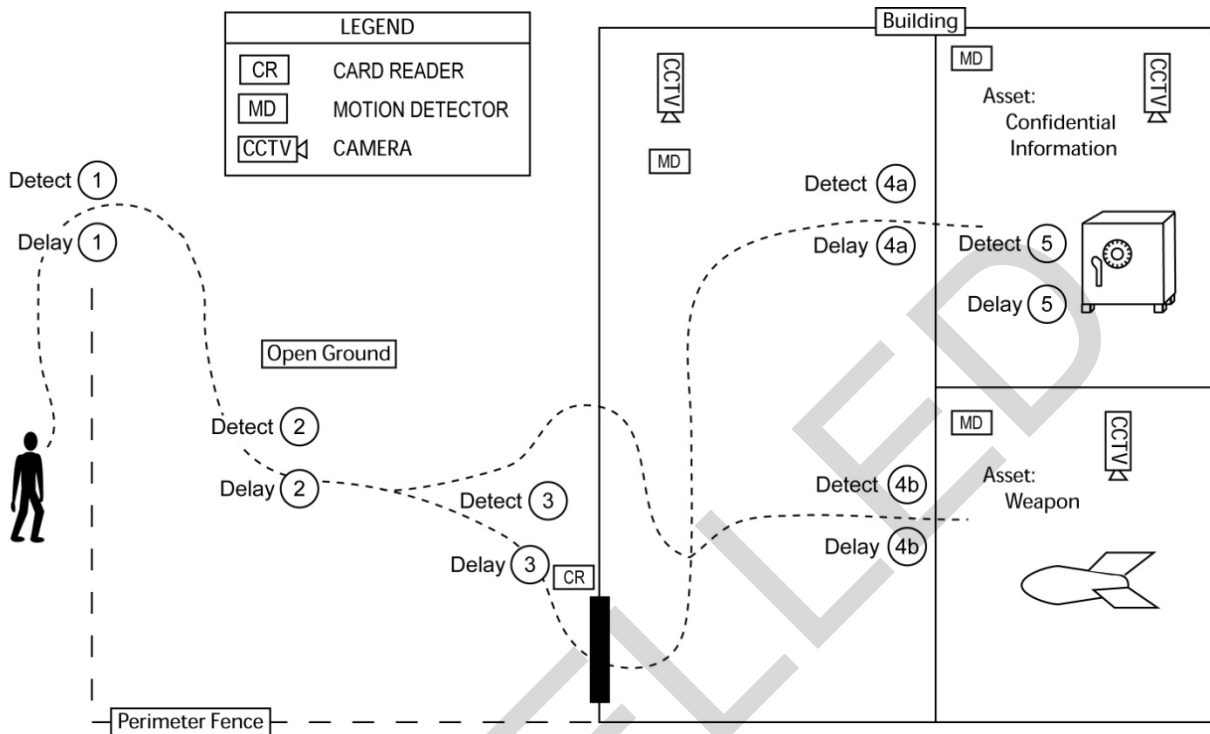 LEGEND
CR CARD READER
MD MOTION DETECTOR
CCTV CAMERA
Building
CCTV
MD
MD
CCTV
Asset:
Confidential
Information
Detect 1
Delay 1
Detect 4a
Delay 4a
Detect 5
Delay 5
Open Ground
Detect 2
Delay 2
Detect 3
Delay 3
CR
Detect 4b
Delay 4b
MD
CCTV
Asset:
Weapon
Perimeter Fence